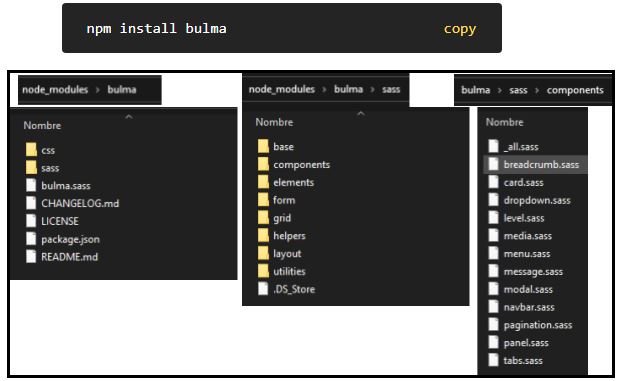 npm install bulma copy
node_modules > bulma
Nombre
css
sass
bulma.sass
CHANGELOG.md
LICENSE
package.json
README.md
node_modules > bulma > sass
Nombre
base
components
elements
form
grid
helpers
layout
utilities
.DS_Store
bulma > sass > components
Nombre
_all.sass
breadcrumb.sass
card.sass
dropdown.sass
level.sass
media.sass
menu.sass
message.sass
modal.sass
navbar.sass
pagination.sass
panel.sass
tabs.sass